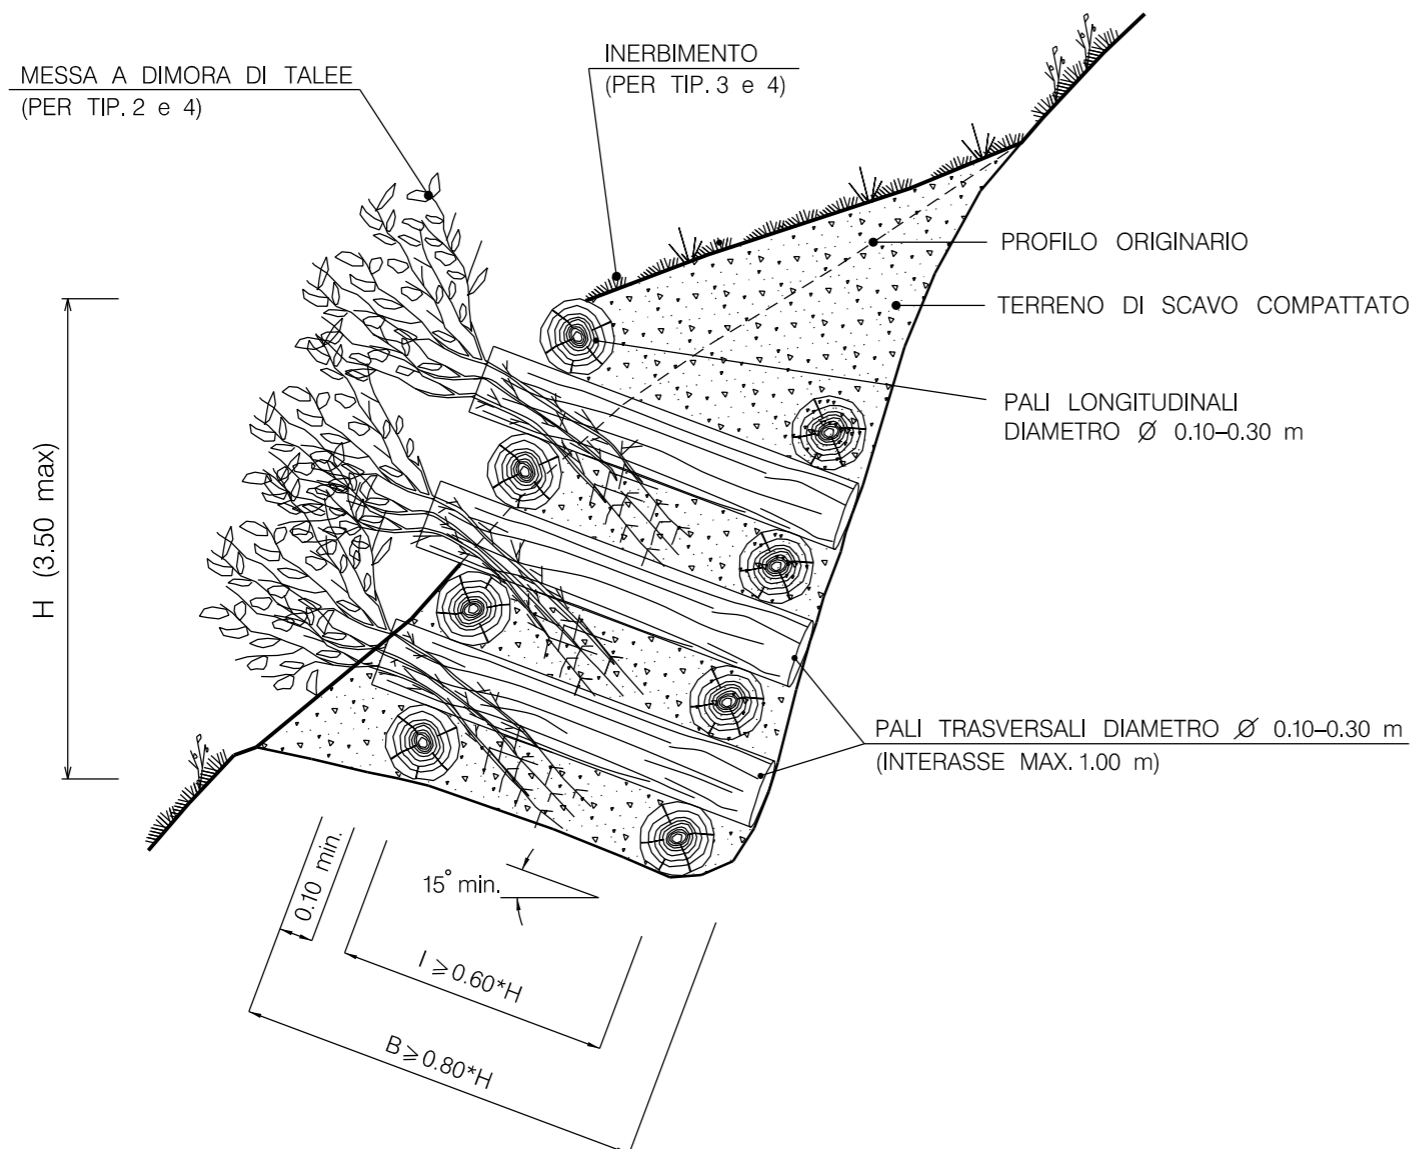 INERBIMENTO
(PER TIP. 3 e 4)
MESSA A DIMORA DI TALEE
(PER TIP. 2 e 4)
PROFILO ORIGINARIO
TERRENO DI SCAVO COMPATTATO
PALI LONGITUDINALI
DIAMETRO Ø 0.10–0.30 m
H (3.50 max)
PALI TRASVERSALI DIAMETRO Ø 0.10–0.30 m
(INTERASSE MAX. 1.00 m)
0.10 min.
15° min.
I ⩾ 0.60*H
B ⩾ 0.80*H